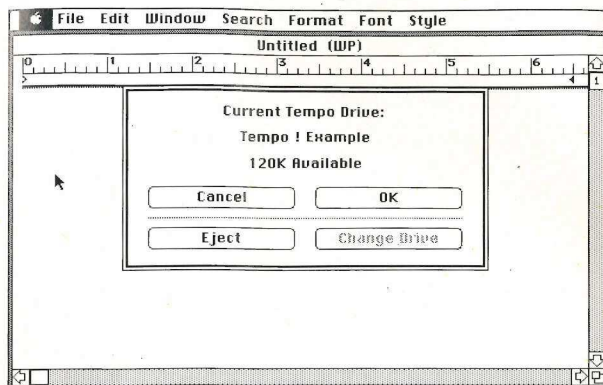 File Edit Window Search Format Font Style
Untitled (WP)
0 1 2 3 4 5 6
1
Current Tempo Drive:
Tempo ! Example
120K Available
Cancel OK
Eject Change Drive